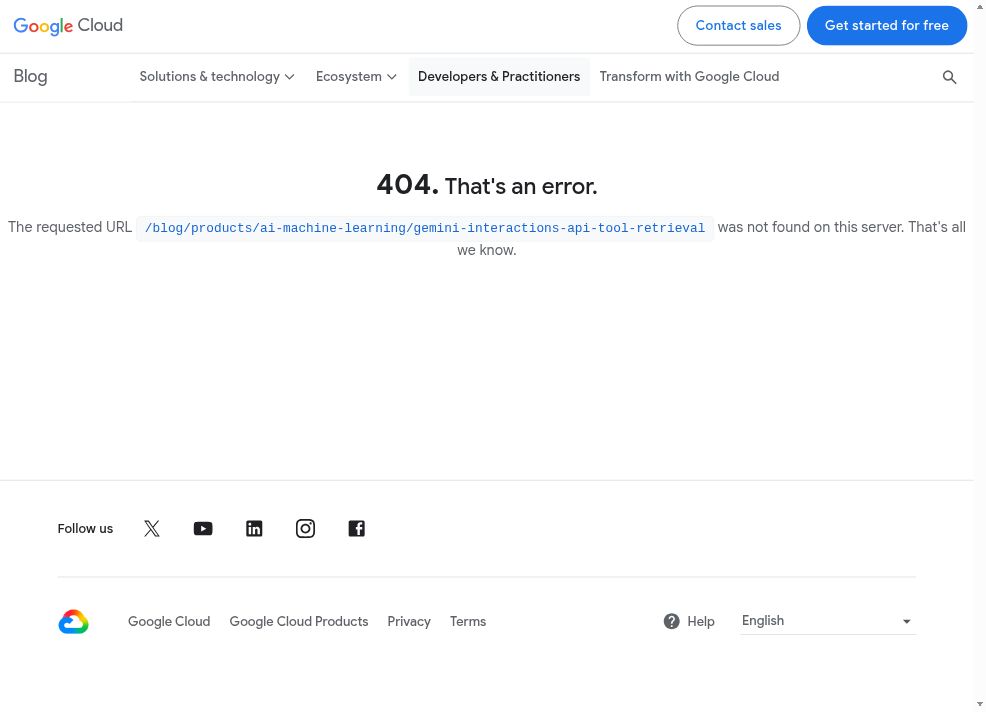 Google Cloud
Contact sales
Get started for free
Blog
Solutions & technology
Ecosystem
Developers & Practitioners
Transform with Google Cloud
404. That's an error.
The requested URL /blog/products/ai-machine-learning/gemini-interactions-api-tool-retrieval was not found on this server. That's all
we know.
Follow us
Google Cloud
Google Cloud Products
Privacy
Terms
Help
English